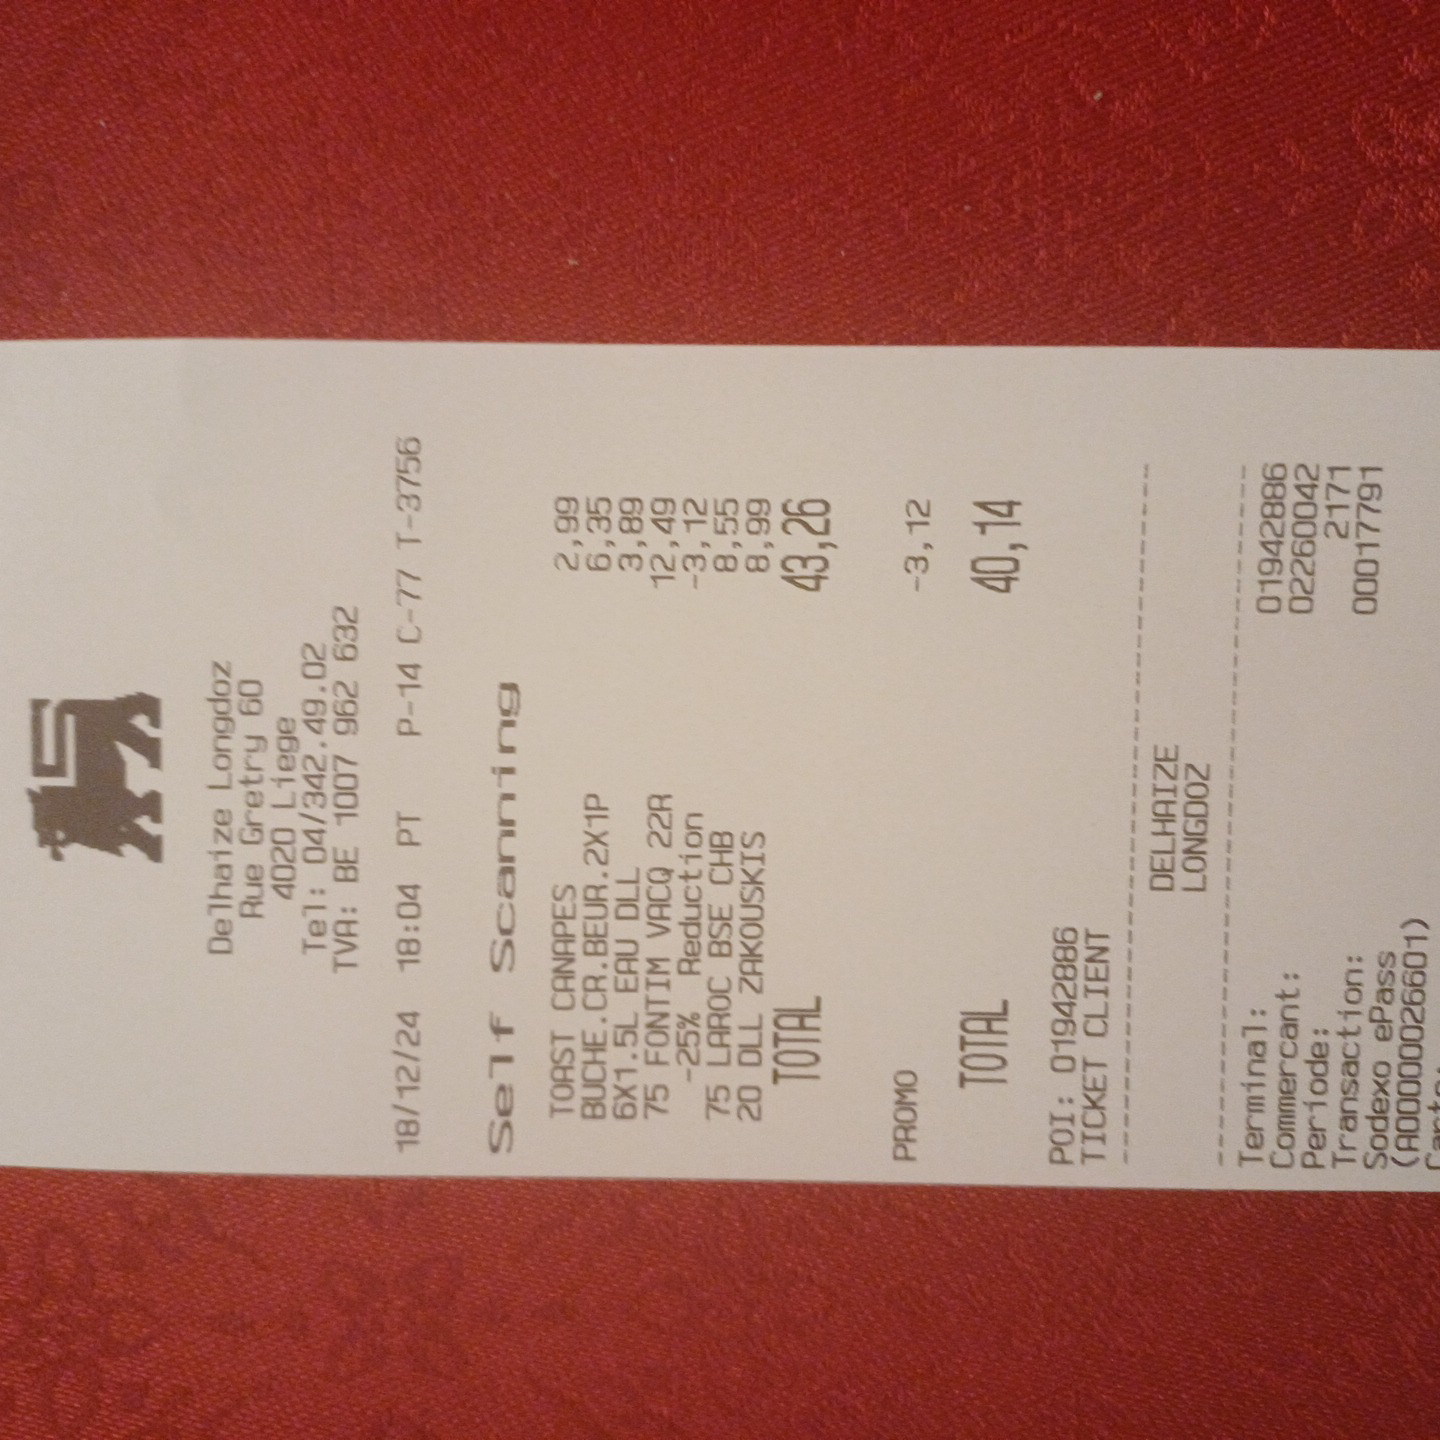 Delhaize Longdoz
Rue Gretry 60
4020 Liege
Tel: 04/342.49.02
TVA: BE 1007 962 632
18/12/24 18:04 PT P-14 C-77 T-3756
Self Scanning
TOAST CANAPES 2,99
BUCHE.CR.BEUR.2X1P 6,35
6X1.5L EAU DLL 3,89
75 FONTIM VACQ 22R 12,49
-25% Reduction -3,12
75 LAROC BSE CHB 8,55
20 DLL ZAKOUSKIS 8,99
TOTAL 43,26
PROMO -3,12
TOTAL 40,14
POI: 01942886
TICKET CLIENT
DELHAIZE
LONGDOZ
Terminal: 01942886
Commercant: 02260042
Periode: 2171
Transaction: 00017791
Sodexo ePass
(A0000026601)